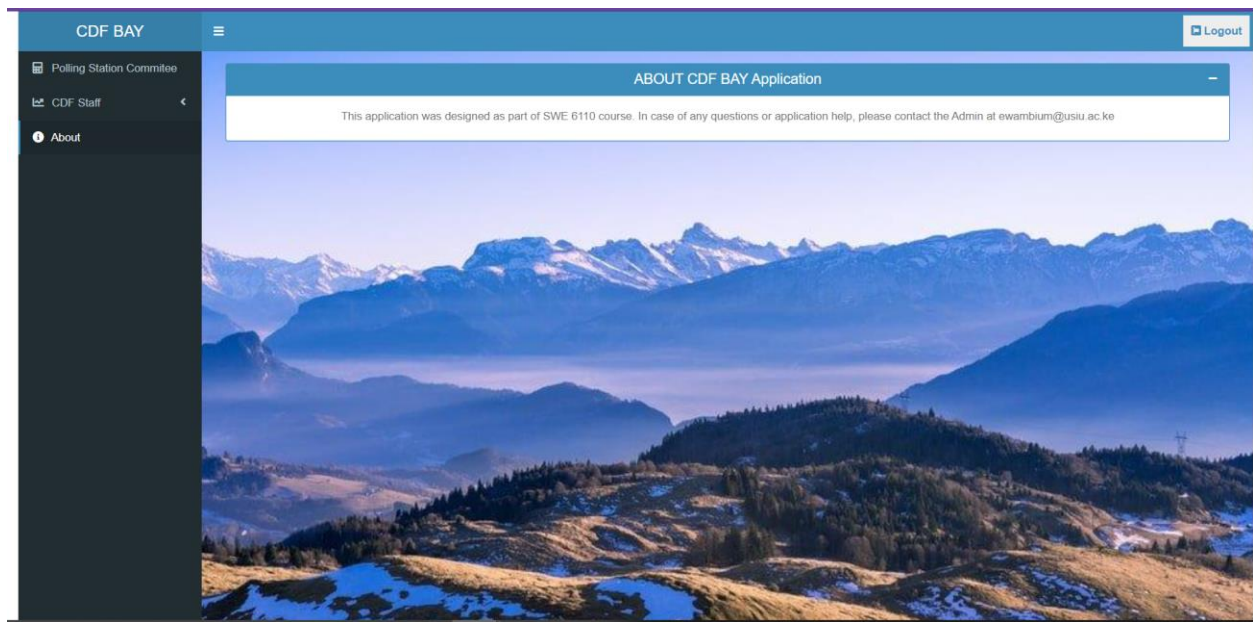 CDF BAY
Logout
Polling Station Commitee
CDF Staff
About
ABOUT CDF BAY Application
This application was designed as part of SWE 6110 course. In case of any questions or application help, please contact the Admin at ewambium@usiu.ac.ke